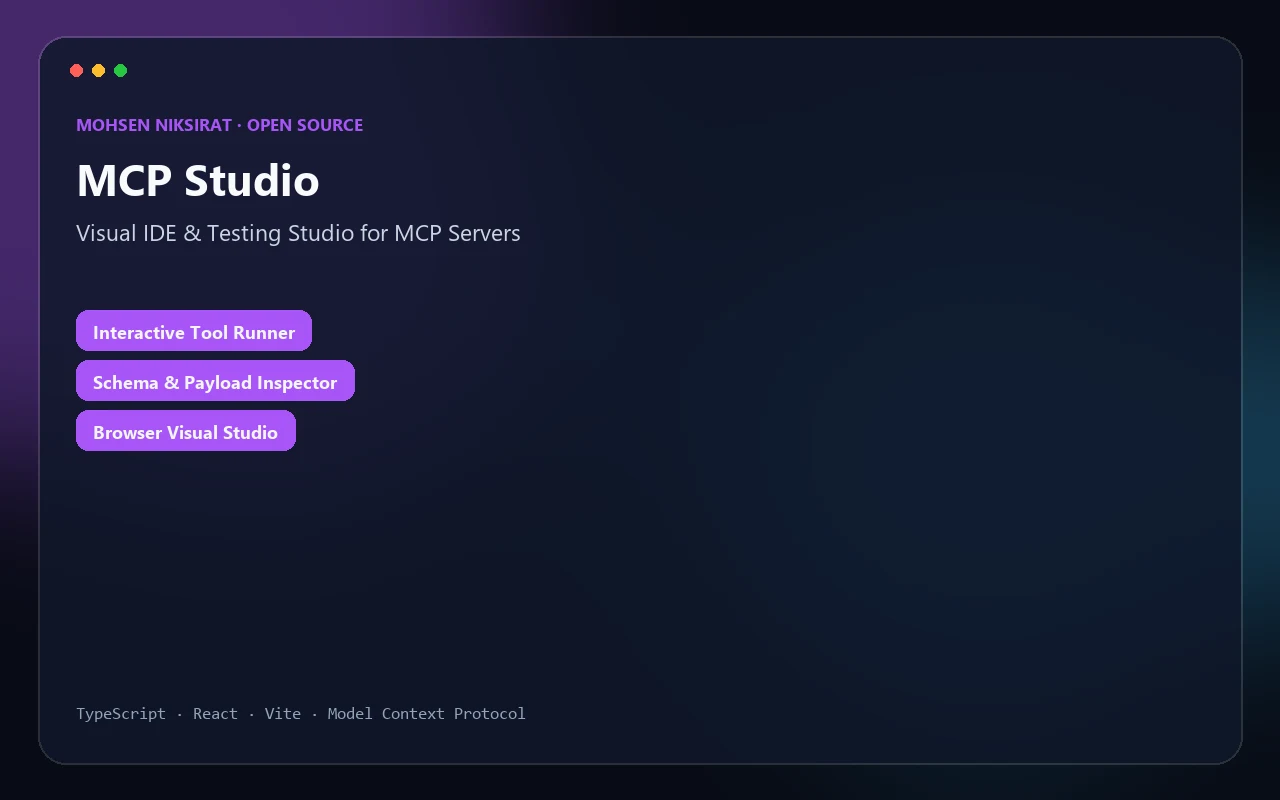 MOHSEN NIKSIRAT · OPEN SOURCE
MCP Studio
Visual IDE & Testing Studio for MCP Servers
Interactive Tool Runner
Schema & Payload Inspector
Browser Visual Studio
TypeScript · React · Vite · Model Context Protocol